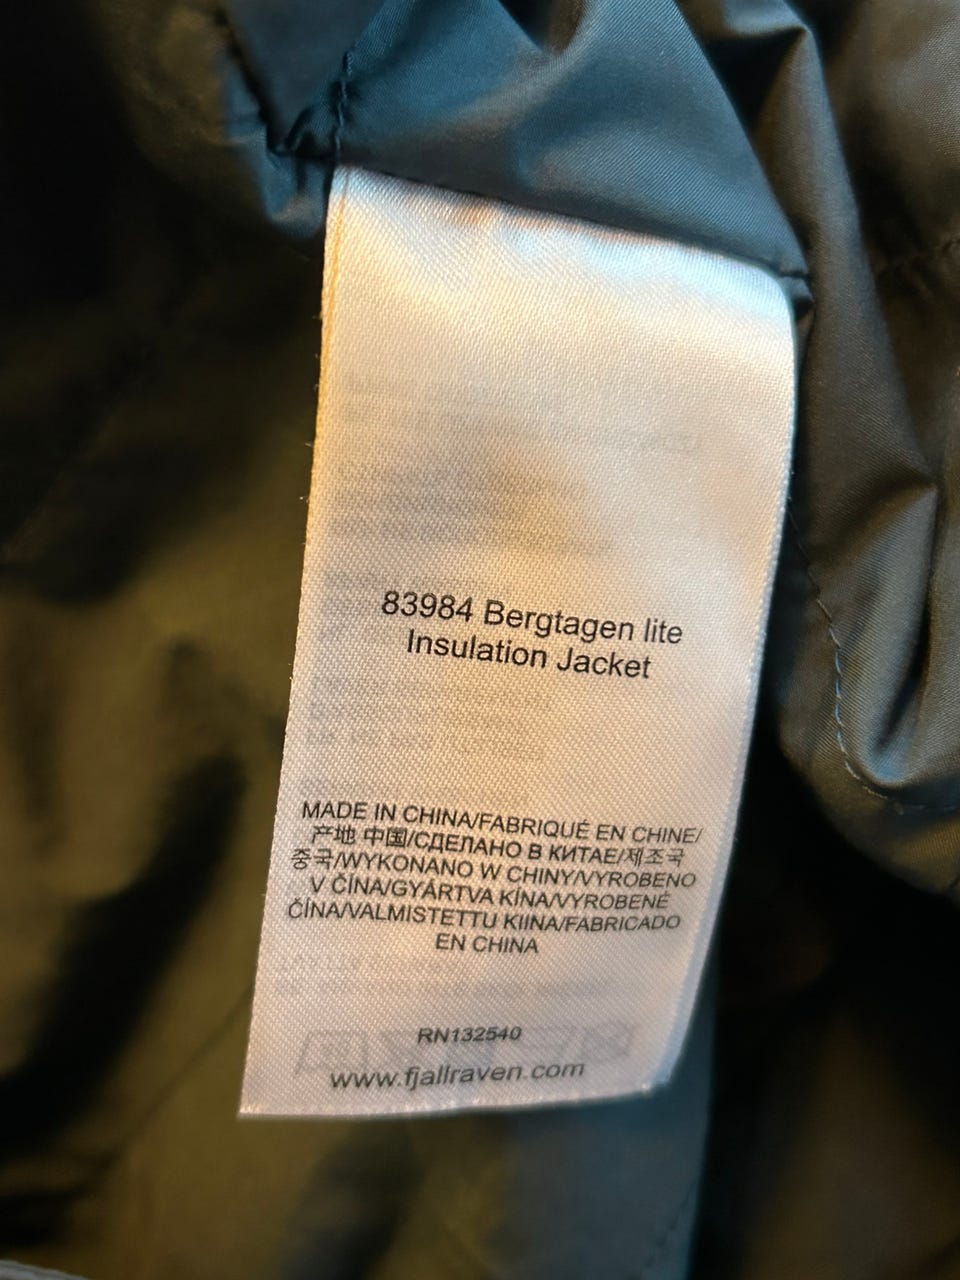 83984 Bergtagen lite
Insulation Jacket
MADE IN CHINA/FABRIQUÉ EN CHINE/
产地 中国/СДЕЛАНО В КИТАЕ/제조국
중국/WYKONANO W CHINY/VYROBENO
V ČÍNA/GYÁRTVA KÍNA/VYROBENÉ
ČÍNA/VALMISTETTU KIINA/FABRICADO
EN CHINA
RN132540
www.fjallraven.com